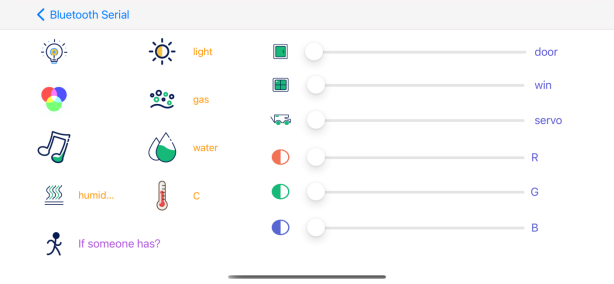 Bluetooth Serial
light
door
gas
win
servo
water
R
humid...
C
G
If someone has?
B